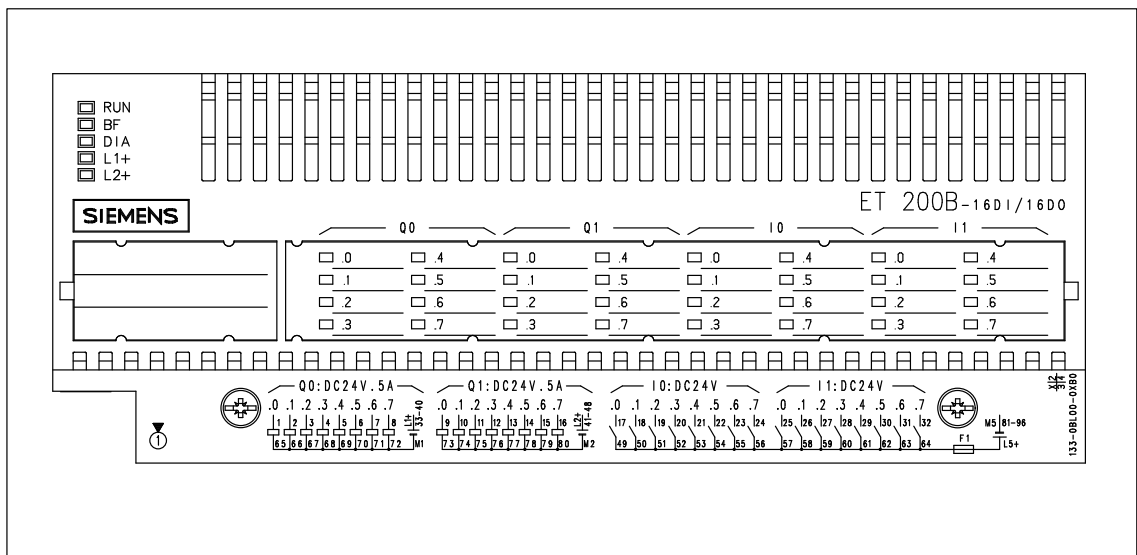 RUN
BF
DIA
L1+
L2+
SIEMENS
ET 200B-16DI/16DO
Q0 Q1 I0 I1
.0 .4 .0 .4 .0 .4 .0 .4
.1 .5 .1 .5 .1 .5 .1 .5
.2 .6 .2 .6 .2 .6 .2 .6
.3 .7 .3 .7 .3 .7 .3 .7
Q0:DC24V.5A Q1:DC24V.5A I0:DC24V I1:DC24V
.0 .1 .2 .3 .4 .5 .6 .7 .0 .1 .2 .3 .4 .5 .6 .7 .0 .1 .2 .3 .4 .5 .6 .7 .0 .1 .2 .3 .4 .5 .6 .7
1 2 3 4 5 6 7 8 L1+ 33-40 9 10 11 12 13 14 15 16 L2+ 41-48 17 18 19 20 21 22 23 24 25 26 27 28 29 30 31 32 M5 81-96
65 66 67 68 69 70 71 72 M1 73 74 75 76 77 78 79 80 M2 49 50 51 52 53 54 55 56 57 58 59 60 61 62 63 64 F1 L5+
1
133-0BL00-0XB0
X 2
3 4